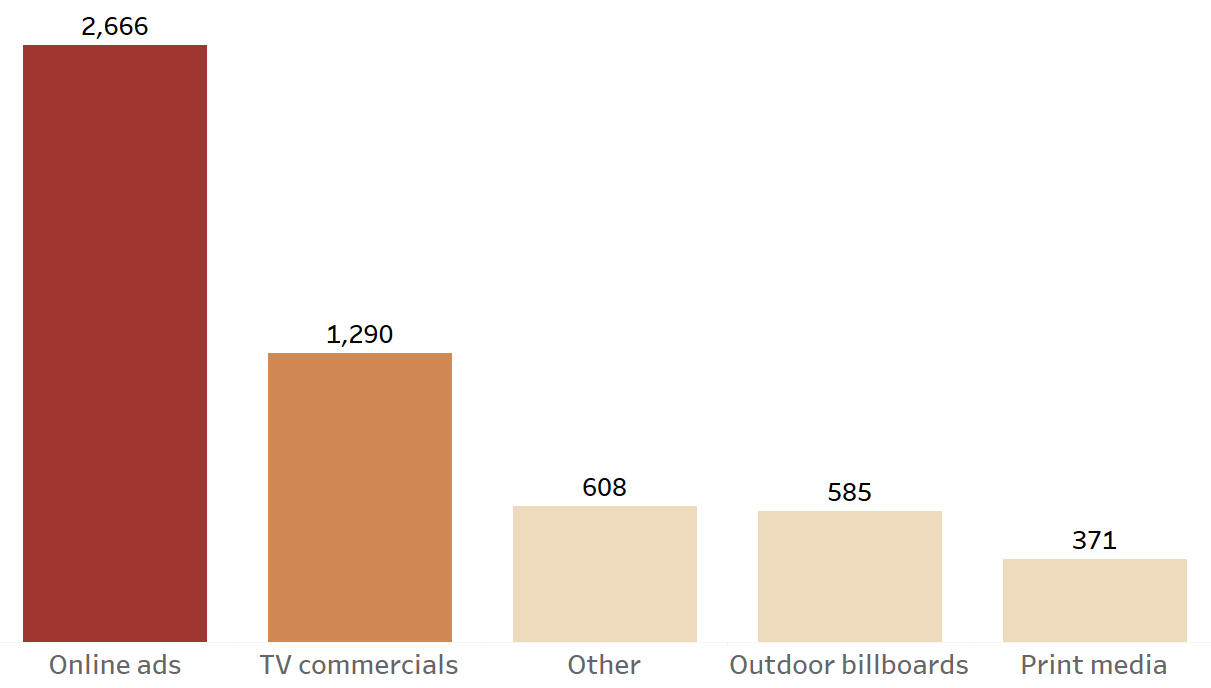 2,666
1,290
608
585
371
Online ads
TV commercials
Other
Outdoor billboards
Print media